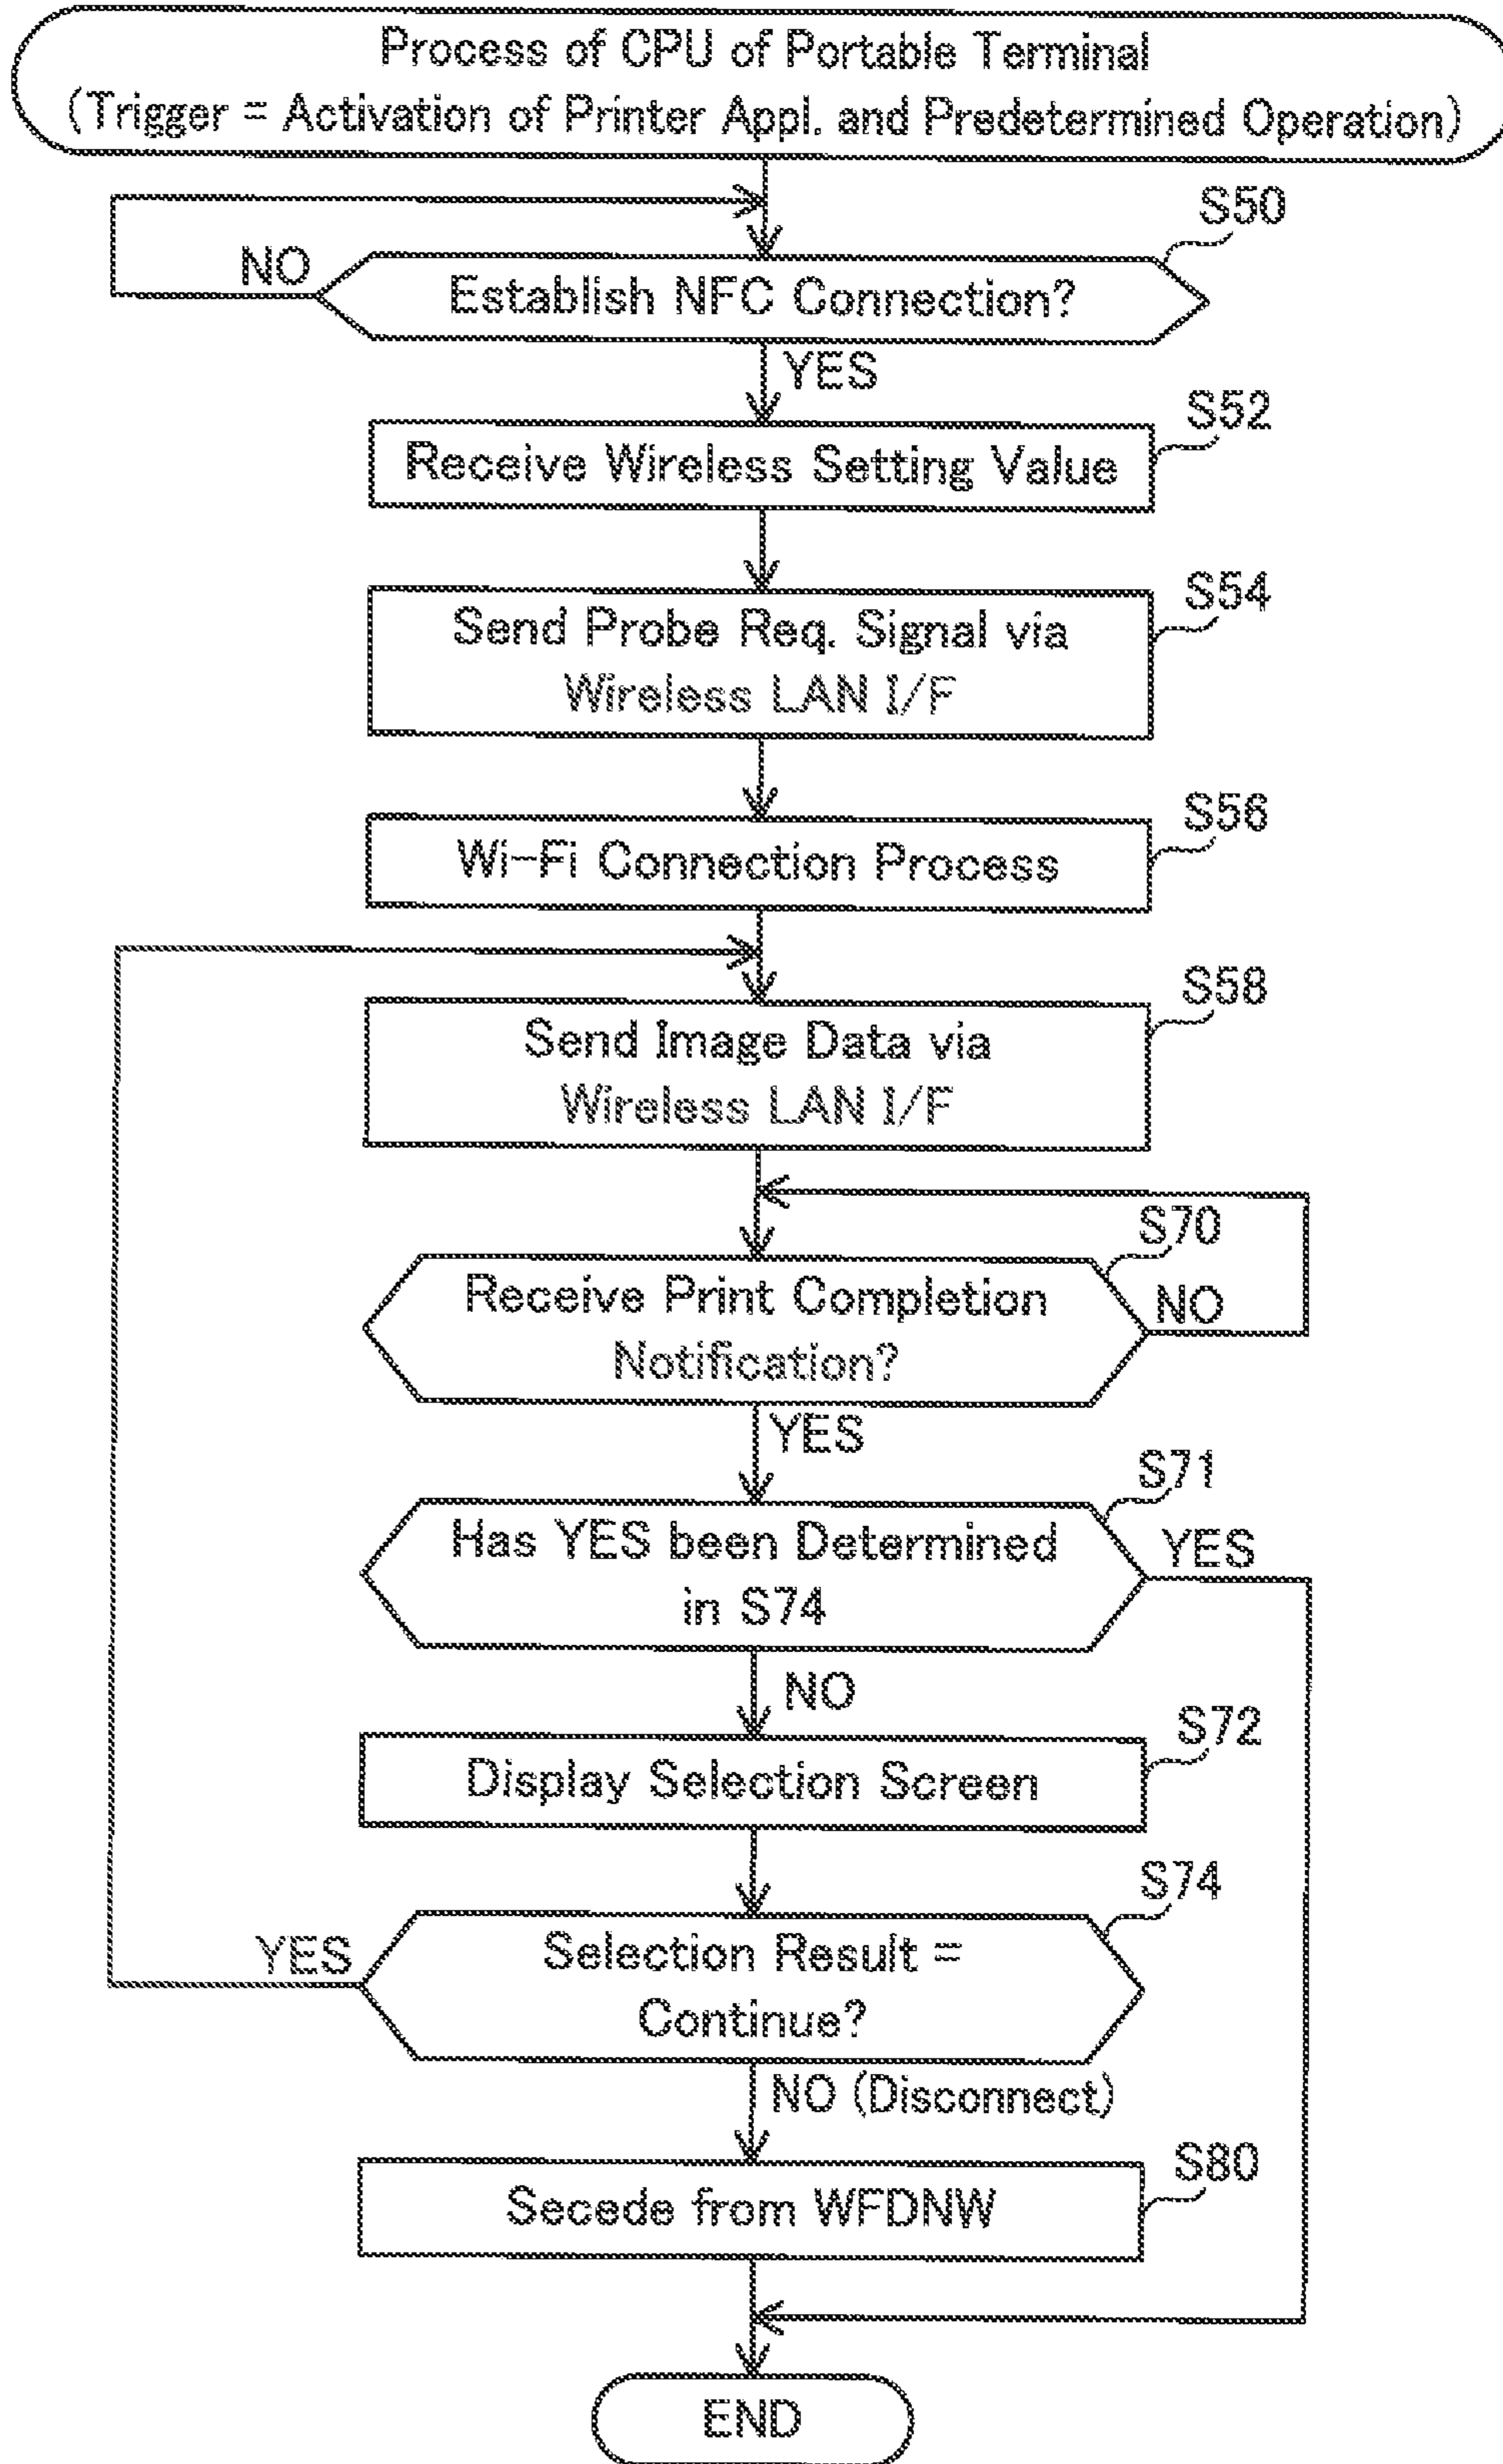 Process of CPU of Portable Terminal
(Trigger = Activation of Printer Appl. and Predetermined Operation)
S50
NO
Establish NFC Connection?
YES
S52
Receive Wireless Setting Value
S54
Send Probe Req. Signal via
Wireless LAN I/F
S56
Wi-Fi Connection Process
S58
Send Image Data via
Wireless LAN I/F
S70
Receive Print Completion
NO
Notification?
YES
S71
Has YES been Determined
YES
in S74
NO
S72
Display Selection Screen
S74
YES
Selection Result =
Continue?
NO (Disconnect)
S80
Secede from WFDNW
END